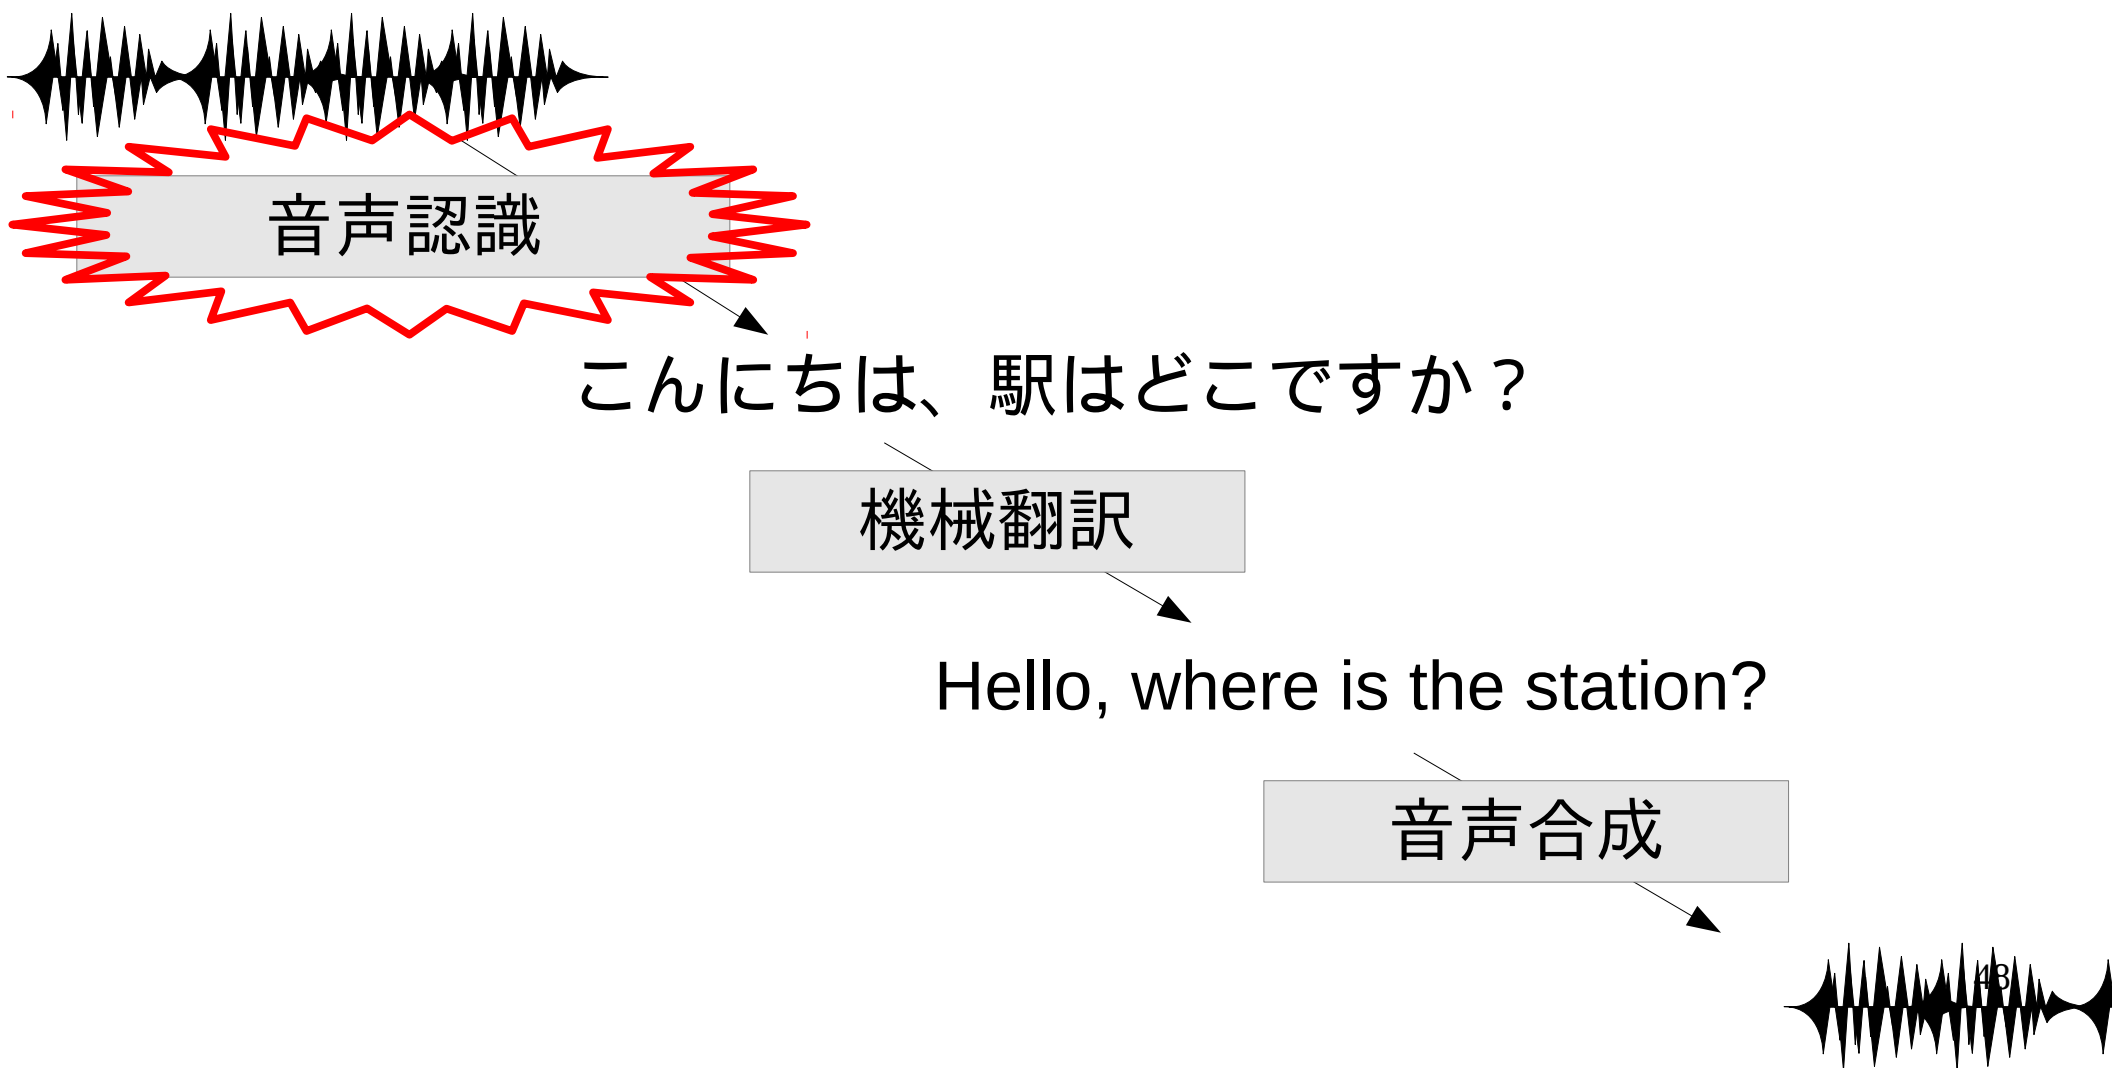 音声認識
こんにちは、駅はどこですか？
機械翻訳
Hello, where is the station?
音声合成
48